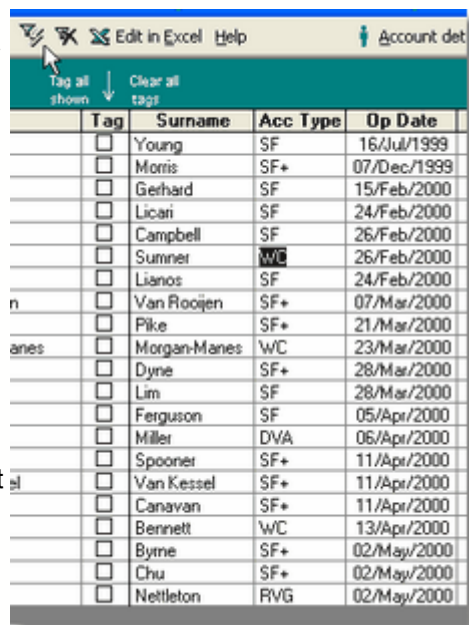 Edit in Excel Help Account det
Tag all shown Clear all tags
Tag Surname Acc Type Op Date
Young SF 16/Jul/1999
Morris SF+ 07/Dec/1999
Gerhard SF 15/Feb/2000
Licari SF 24/Feb/2000
Campbell SF 26/Feb/2000
Sumner WC 26/Feb/2000
Lianos SF 24/Feb/2000
n Van Rooijen SF+ 07/Mar/2000
Pike SF+ 21/Mar/2000
anes Morgan-Manes WC 23/Mar/2000
Dyne SF+ 28/Mar/2000
Lim SF 28/Mar/2000
Ferguson SF 05/Apr/2000
Miller DVA 06/Apr/2000
Spooner SF+ 11/Apr/2000
t el Van Kessel SF+ 11/Apr/2000
Canavan SF+ 11/Apr/2000
Bennett WC 13/Apr/2000
Byrne SF+ 02/May/2000
Chu SF+ 02/May/2000
Nettleton RVG 02/May/2000